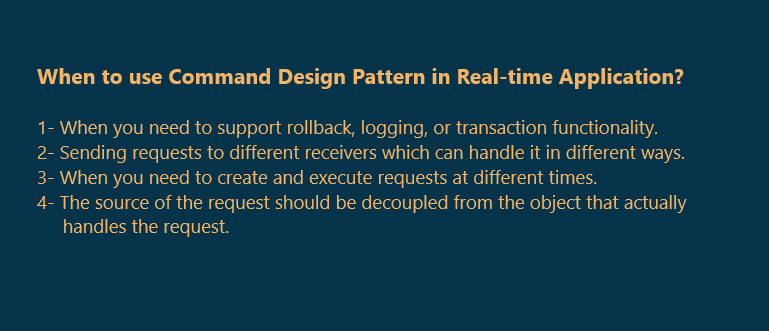 When to use Command Design Pattern in Real-time Application?
1- When you need to support rollback, logging, or transaction functionality.
2- Sending requests to different receivers which can handle it in different ways.
3- When you need to create and execute requests at different times.
4- The source of the request should be decoupled from the object that actually
handles the request.